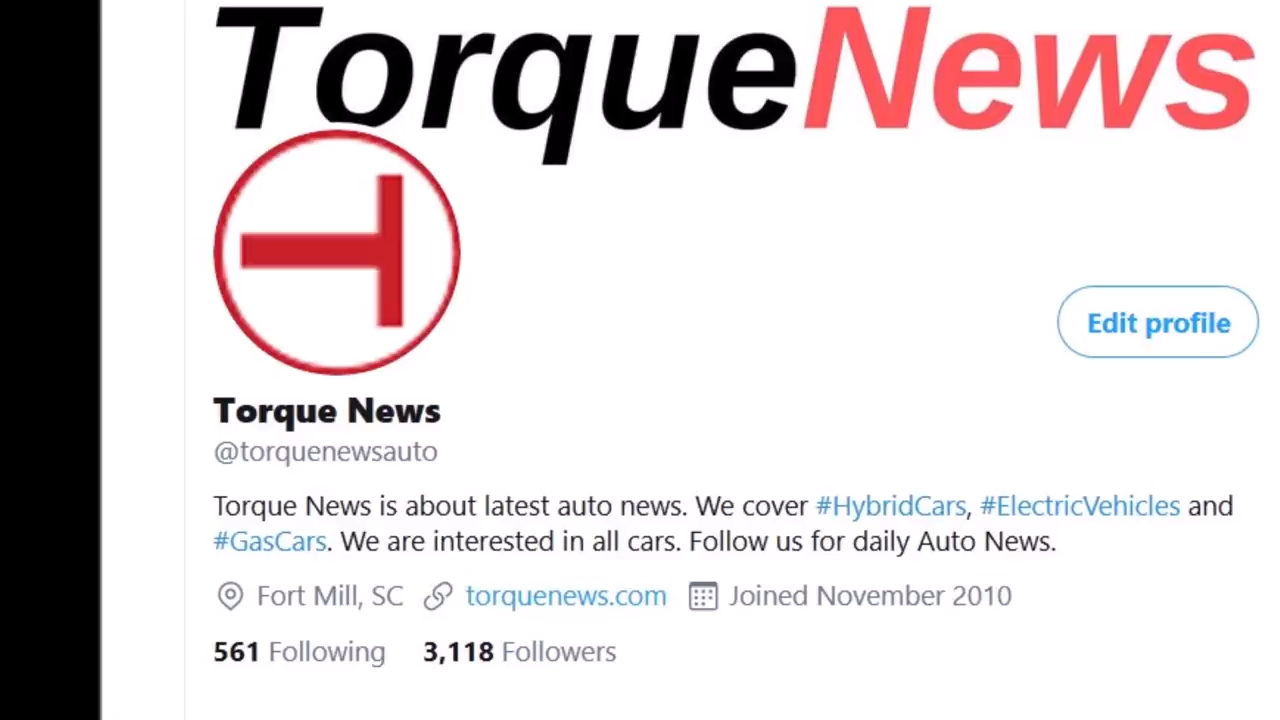 TorqueNews
T
Edit profile
Torque News
@torquenewsauto
Torque News is about latest auto news. We cover #HybridCars, #ElectricVehicles and
#GasCars. We are interested in all cars. Follow us for daily Auto News.
Fort Mill, SC torquenews.com Joined November 2010
561 Following 3,118 Followers